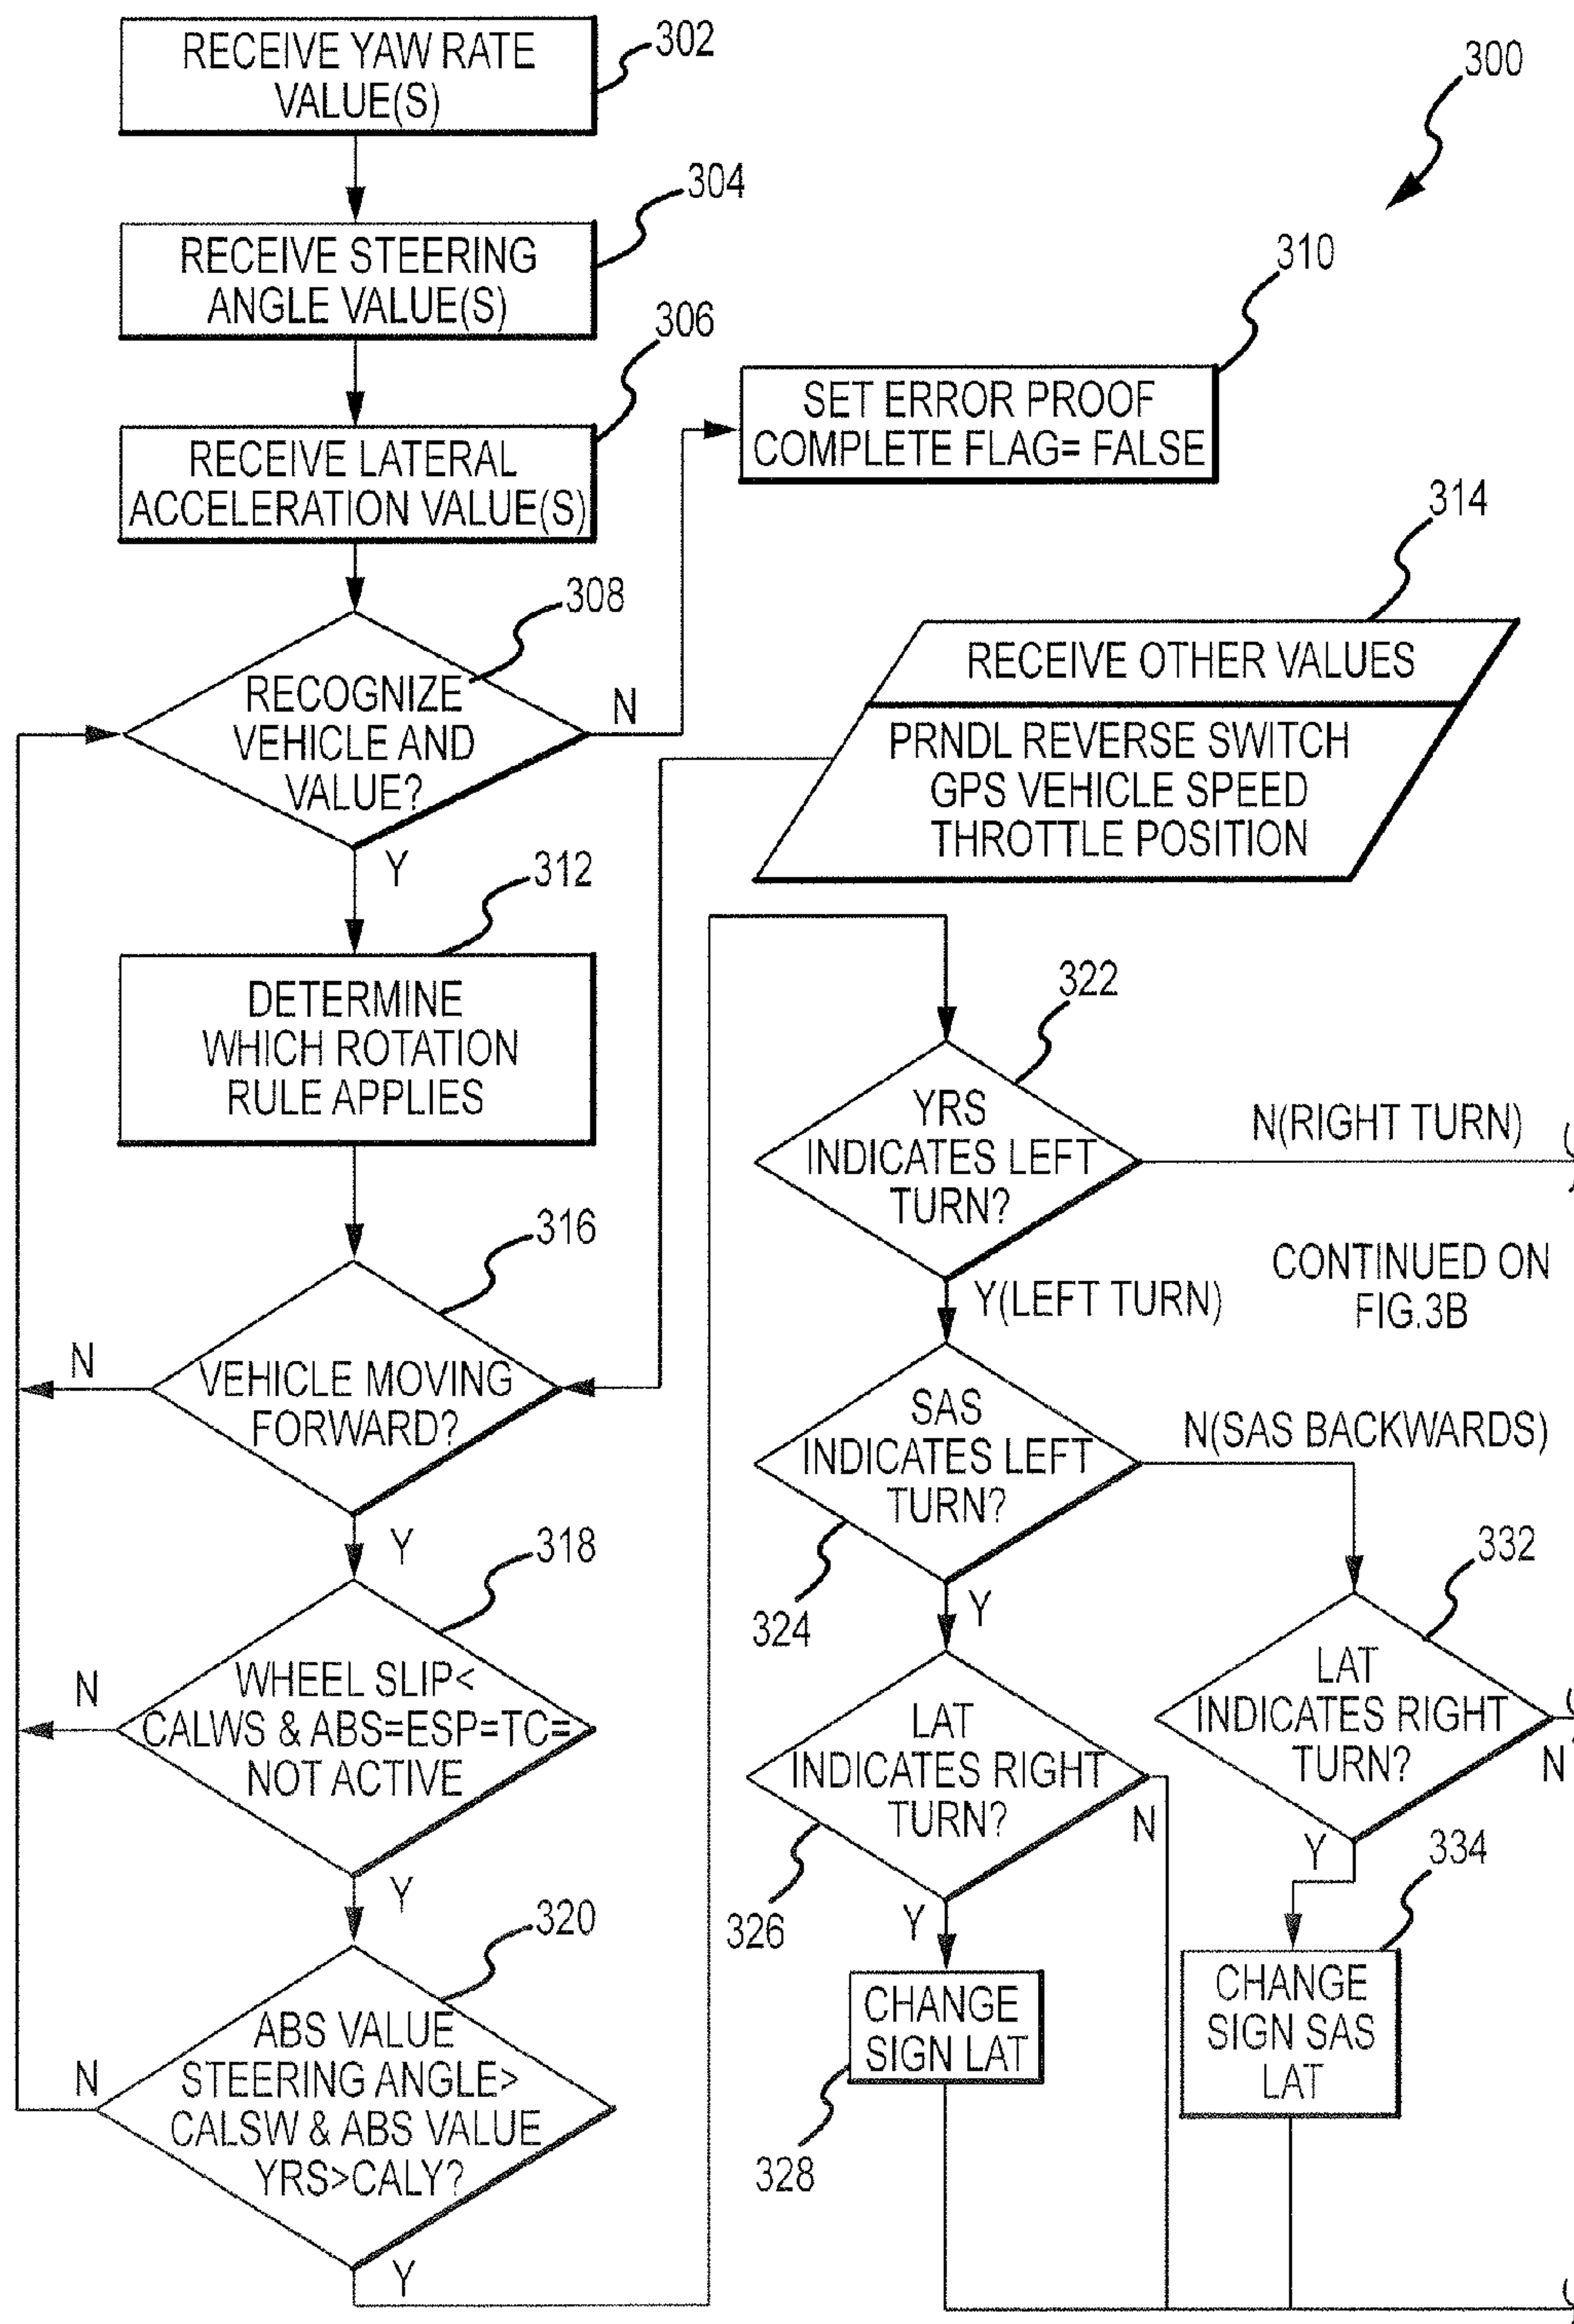 RECEIVE YAW RATE
VALUE(S)
302
300
RECEIVE STEERING
ANGLE VALUE(S)
304
RECEIVE LATERAL
ACCELERATION VALUE(S)
306
SET ERROR PROOF
COMPLETE FLAG= FALSE
310
RECOGNIZE
VEHICLE AND
VALUE?
308
N
Y
RECEIVE OTHER VALUES
PRNDL REVERSE SWITCH
GPS VEHICLE SPEED
THROTTLE POSITION
314
DETERMINE
WHICH ROTATION
RULE APPLIES
312
VEHICLE MOVING
FORWARD?
316
N
Y
WHEEL SLIP<
CALWS & ABS=ESP=TC=
NOT ACTIVE
318
N
Y
ABS VALUE
STEERING ANGLE>
CALSW & ABS VALUE
YRS>CALY?
320
N
Y
YRS
INDICATES LEFT
TURN?
322
N(RIGHT TURN)
Y(LEFT TURN)
CONTINUED ON
FIG.3B
SAS
INDICATES LEFT
TURN?
324
N(SAS BACKWARDS)
Y
LAT
INDICATES RIGHT
TURN?
326
N
Y
LAT
INDICATES RIGHT
TURN?
332
N
Y
CHANGE
SIGN LAT
328
CHANGE
SIGN SAS
LAT
334